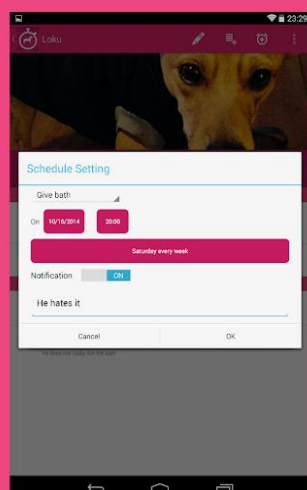 23:29
Loku
Schedule Setting
Give bath
On 10/16/2014 20:00
Saturday every week
Notification ON
He hates it
Cancel OK
He does not really like the bath